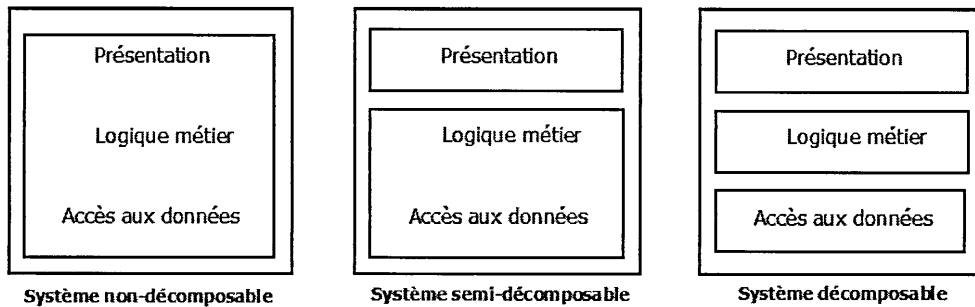 Présentation
Logique métier
Accès aux données
Système non-décomposable
Présentation
Logique métier
Accès aux données
Système semi-décomposable
Présentation
Logique métier
Accès aux données
Système décomposable